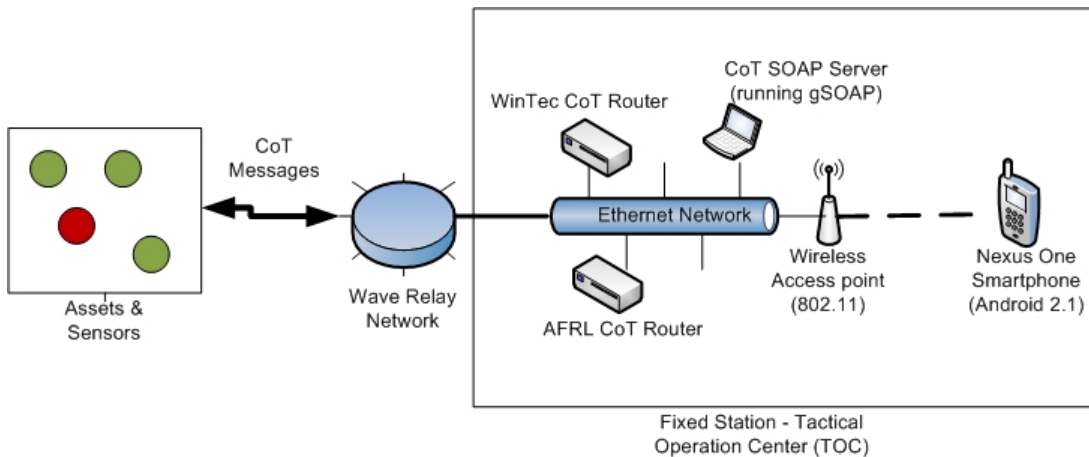 CoT SOAP Server
(running gSOAP)
WinTec CoT Router
CoT
Messages
Ethernet Network
Assets &
Sensors
Wave Relay
Network
AFRL CoT Router
Wireless
Access point
(802.11)
Nexus One
Smartphone
(Android 2.1)
Fixed Station - Tactical
Operation Center (TOC)